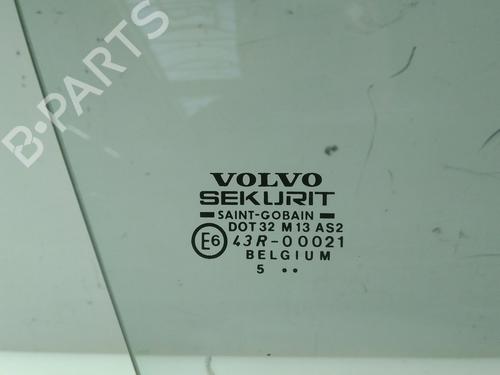 B-PARTS
VOLVO
SEKURIT
SAINT-GOBAIN
DOT 32 M 13 AS2
E6 43R-00021
BELGIUM
5 ••